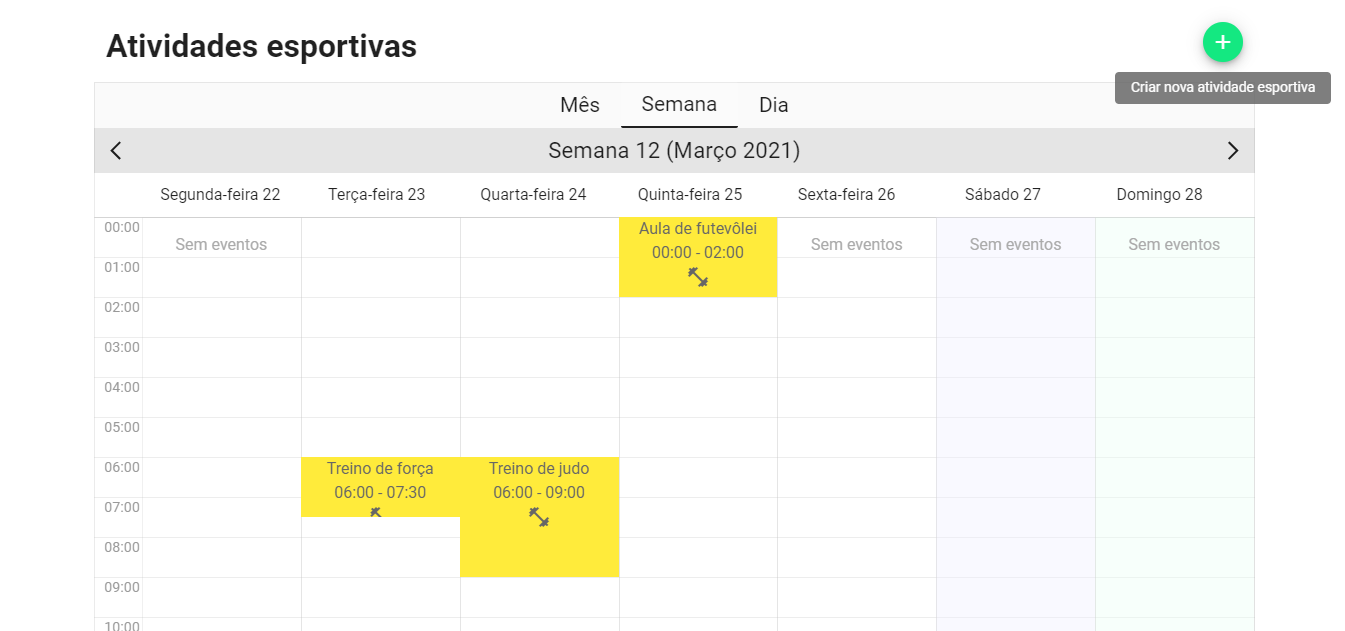 Atividades esportivas
+
Criar nova atividade esportiva
Mês Semana Dia
Semana 12 (Março 2021)
Segunda-feira 22 Terça-feira 23 Quarta-feira 24 Quinta-feira 25 Sexta-feira 26 Sábado 27 Domingo 28
00:00
Sem eventos
Aula de futevôlei
00:00 - 02:00
Sem eventos
Sem eventos
Sem eventos
01:00
02:00
03:00
04:00
05:00
06:00
Treino de força
06:00 - 07:30
Treino de judo
06:00 - 09:00
07:00
08:00
09:00
10:00